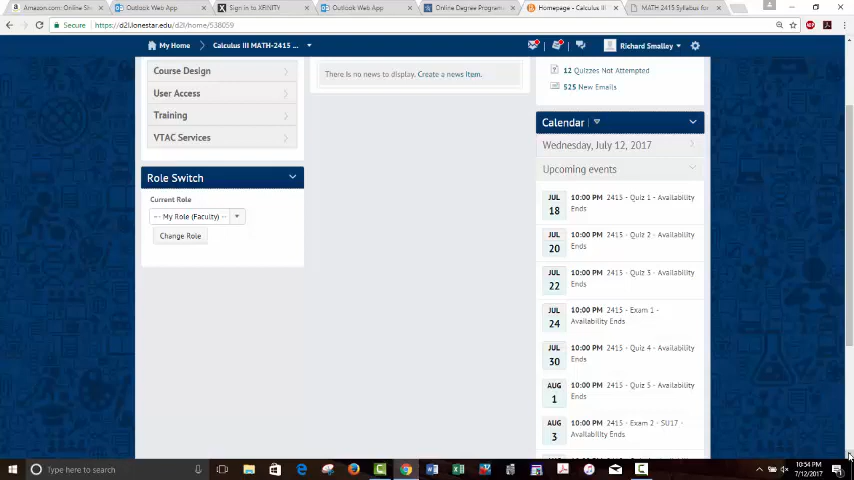 Amazon.com: Online Sh
Outlook Web App
Sign in to XFINITY
Outlook Web App
Online Degree Program
Homepage - Calculus III
MATH 2415 Syllabus for
Secure
https://d2l.lonestar.edu/d2l/home/538059
My Home
Calculus III MATH-2415 ...
Richard Smalley
Course Design
User Access
Training
VTAC Services
Role Switch
Current Role
-- My Role (Faculty) --
Change Role
There is no news to display. Create a news item.
12 Quizzes Not Attempted
525 New Emails
Calendar
Wednesday, July 12, 2017
Upcoming events
JUL 10:00 PM 2415 - Quiz 1 - Availability
18 Ends
JUL 10:00 PM 2415 - Quiz 2 - Availability
20 Ends
JUL 10:00 PM 2415 - Quiz 3 - Availability
22 Ends
JUL 10:00 PM 2415 - Exam 1 -
24 Availability Ends
JUL 10:00 PM 2415 - Quiz 4 - Availability
30 Ends
AUG 10:00 PM 2415 - Quiz 5 - Availability
1 Ends
AUG 10:00 PM 2415 - Exam 2 - SU17 -
3 Availability Ends
Type here to search
10:54 PM
7/12/2017